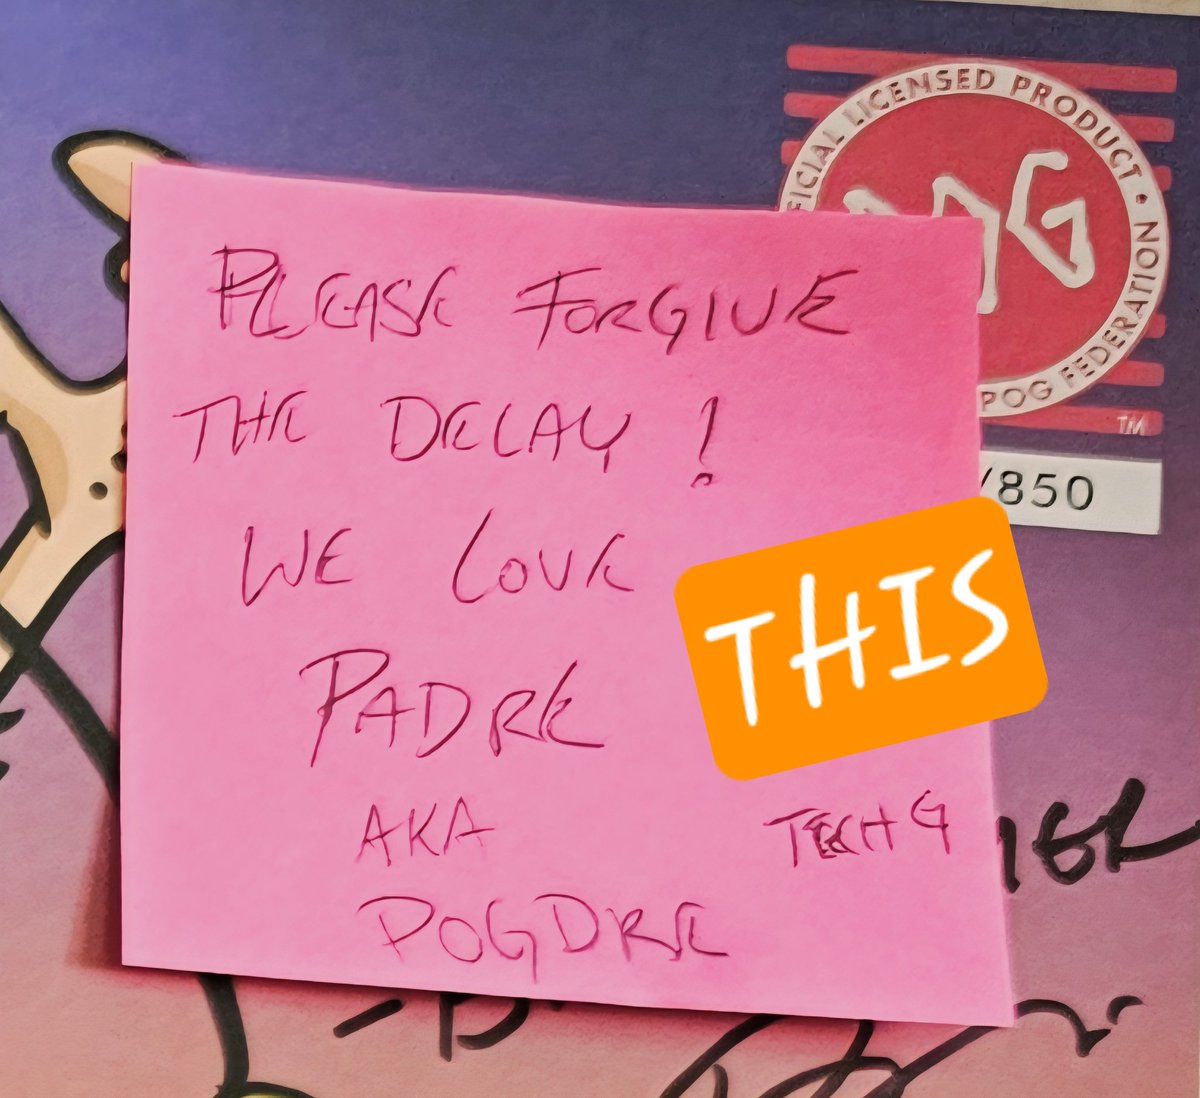 PLEASE FORGIVE
THE DELAY!
WE LOVE
THIS
PADRE
AKA
TECH G
POGDRE
OFFICIAL LICENSED PRODUCT • POG FEDERATION
POG
TM
/850